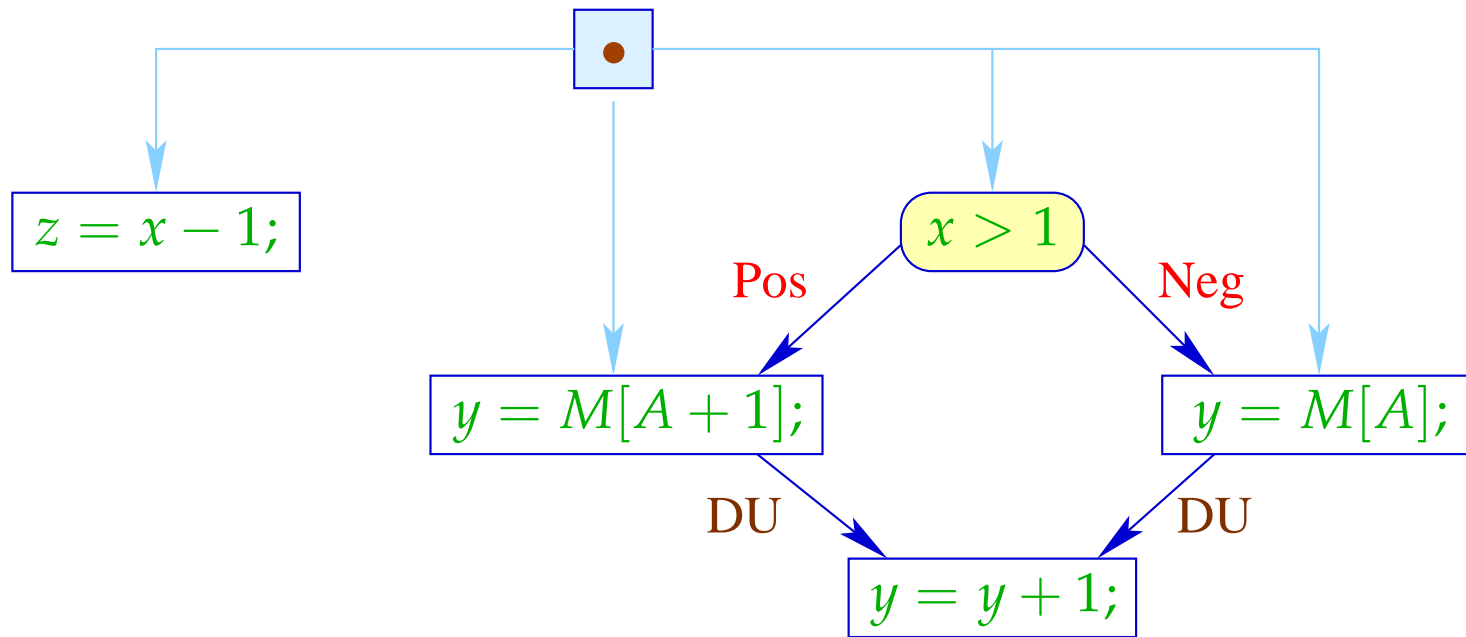 z = x − 1;
x > 1
Pos
Neg
y = M[A + 1];
y = M[A];
DU
DU
y = y + 1;